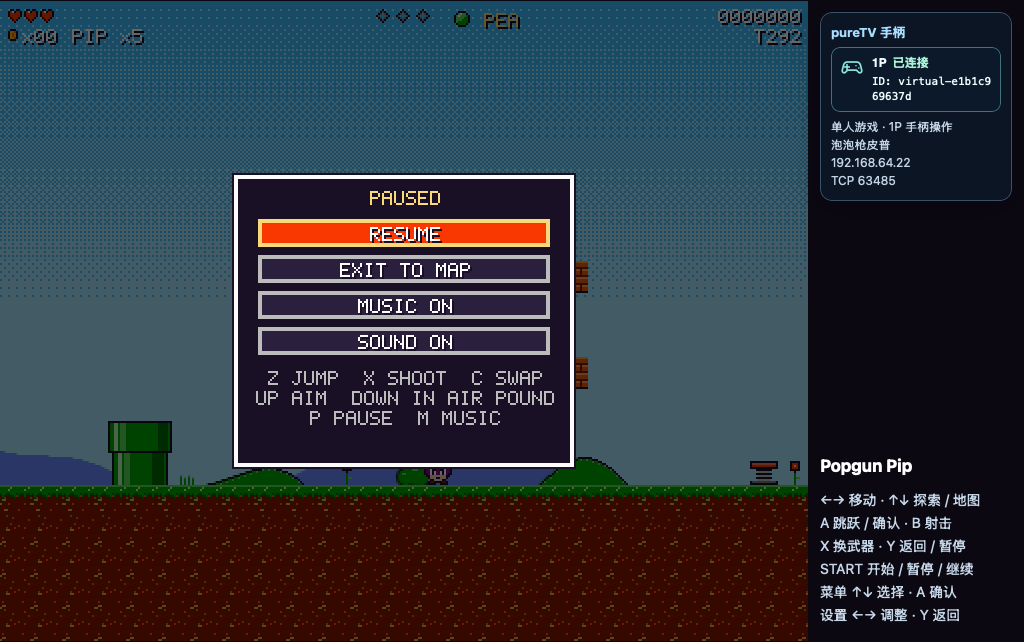 PEA
0000000
x00 PIP x5
T292
PAUSED
RESUME
EXIT TO MAP
MUSIC ON
SOUND ON
Z JUMP X SHOOT C SWAP
UP AIM DOWN IN AIR POUND
P PAUSE M MUSIC
pureTV 手柄
1P 已连接
ID: virtual-e1b1c9
69637d
单人游戏 · 1P 手柄操作
泡泡枪皮普
192.168.64.22
TCP 63485
Popgun Pip
←→ 移动 · ↑↓ 探索 / 地图
A 跳跃 / 确认 · B 射击
X 换武器 · Y 返回 / 暂停
START 开始 / 暂停 / 继续
菜单 ↑↓ 选择 · A 确认
设置 ←→ 调整 · Y 返回